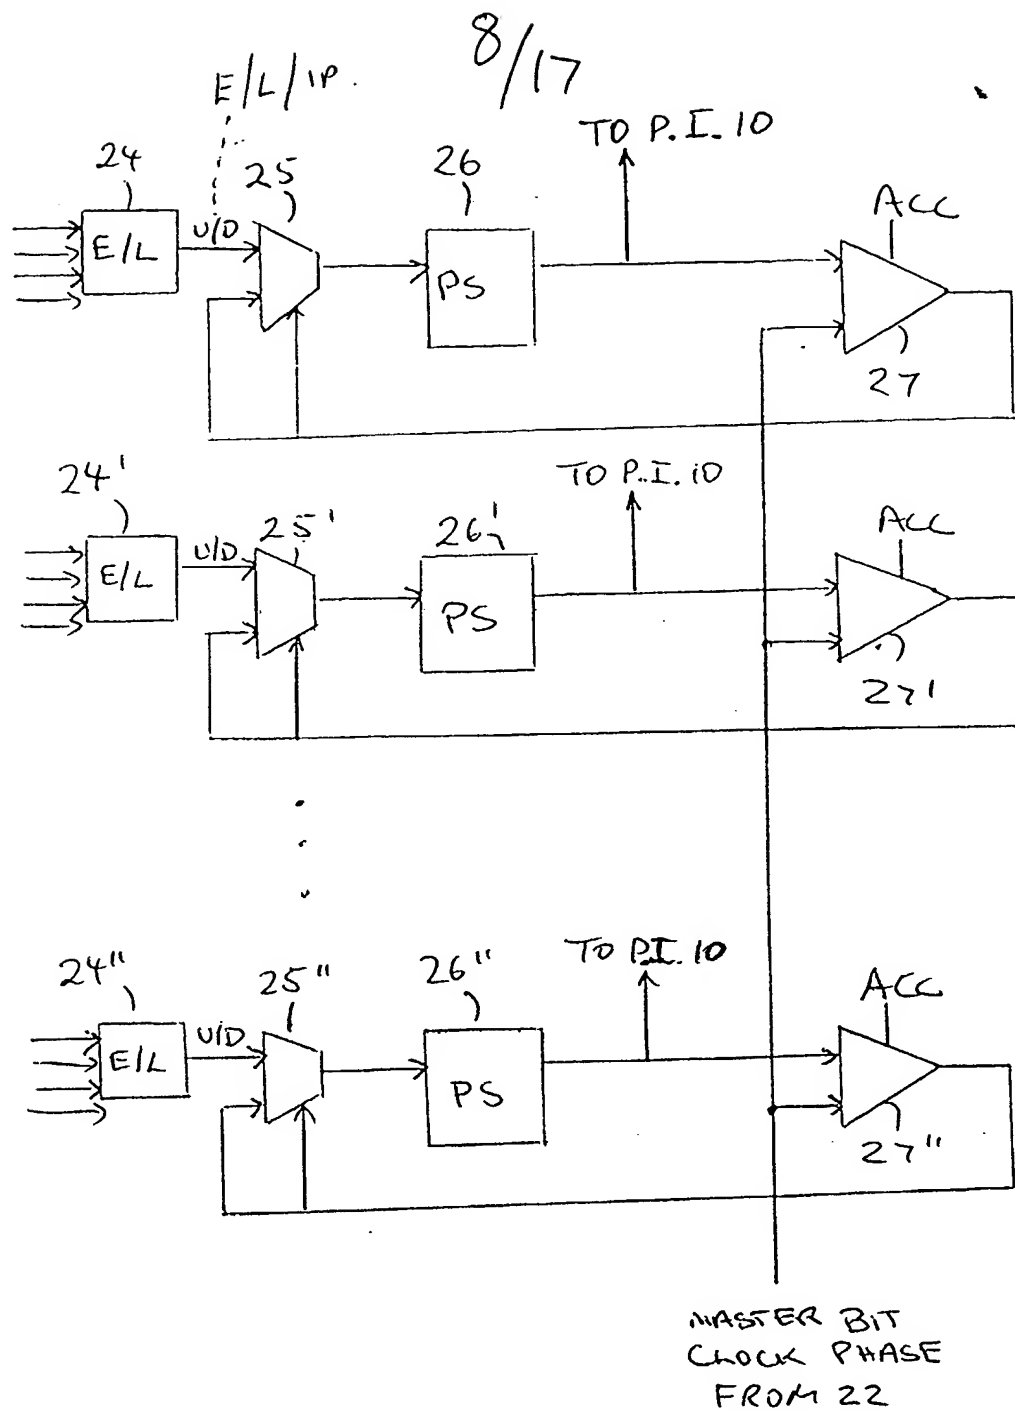 8/17
E/L/IP.
TO P.I. 10
24
25
26
ACC
E/L
U/D
PS
27
TO P.I. 10
24'
25'
26'
ACC
E/L
U/D
PS
27'
TO P.I. 10
24"
25"
26"
ACC
E/L
U/D
PS
27"
MASTER BIT
CLOCK PHASE
FROM 22